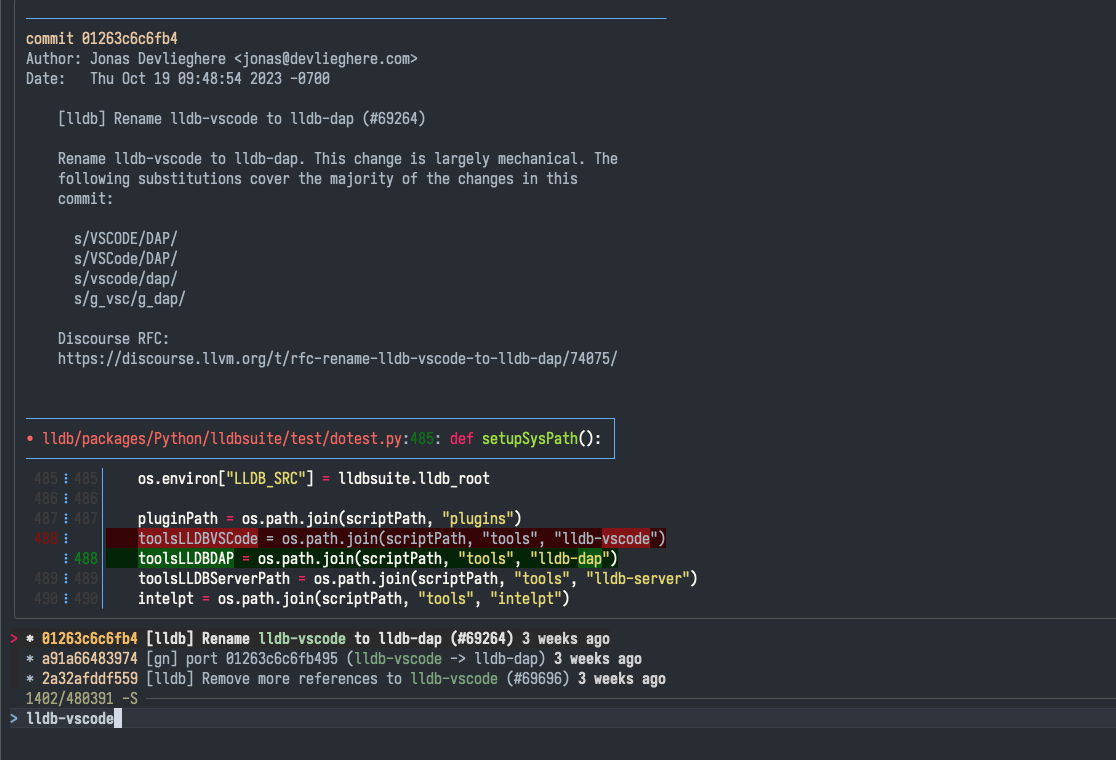 commit 01263c6c6fb4
Author: Jonas Devlieghere <jonas@devlieghere.com>
Date:   Thu Oct 19 09:48:54 2023 -0700
[lldb] Rename lldb-vscode to lldb-dap (#69264)
Rename lldb-vscode to lldb-dap. This change is largely mechanical. The
following substitutions cover the majority of the changes in this
commit:
s/VSCODE/DAP/
s/VSCode/DAP/
s/vscode/dap/
s/g_vsc/g_dap/
Discourse RFC:
https://discourse.llvm.org/t/rfc-rename-lldb-vscode-to-lldb-dap/74075/
• lldb/packages/Python/lldbsuite/test/dotest.py:485: def setupSysPath():
485 ⋮ 485 os.environ["LLDB_SRC"] = lldbsuite.lldb_root
486 ⋮ 486
487 ⋮ 487 pluginPath = os.path.join(scriptPath, "plugins")
488 ⋮ toolsLLDBVSCode = os.path.join(scriptPath, "tools", "lldb-vscode")
⋮ 488 toolsLLDBDAP = os.path.join(scriptPath, "tools", "lldb-dap")
489 ⋮ 489 toolsLLDBServerPath = os.path.join(scriptPath, "tools", "lldb-server")
490 ⋮ 490 intelpt = os.path.join(scriptPath, "tools", "intelpt")
> * 01263c6c6fb4 [lldb] Rename lldb-vscode to lldb-dap (#69264) 3 weeks ago
* a91a66483974 [gn] port 01263c6c6fb495 (lldb-vscode -> lldb-dap) 3 weeks ago
* 2a32afddf559 [lldb] Remove more references to lldb-vscode (#69696) 3 weeks ago
1402/480391 -S
> lldb-vscode